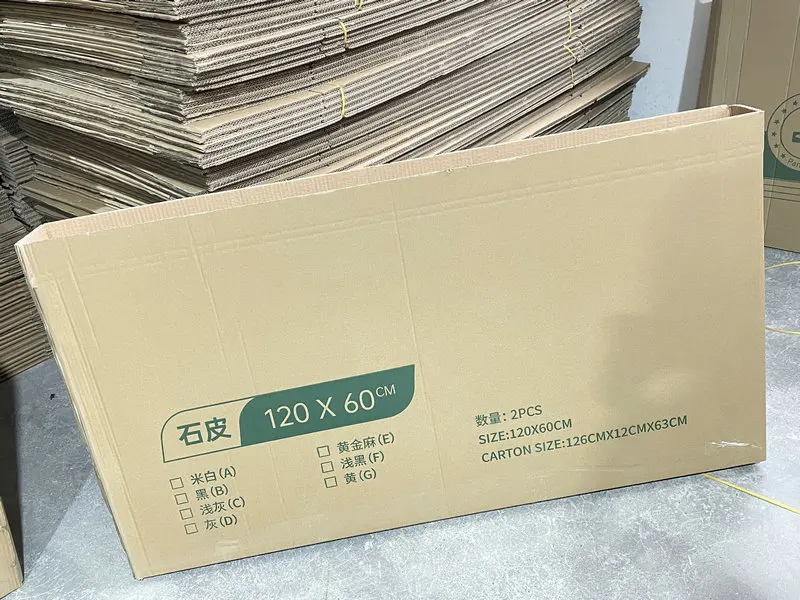 石皮 120 X 60CM
米白(A)
黑(B)
浅灰(C)
灰(D)
黄金麻(E)
浅黑(F)
黄(G)
数量: 2PCS
SIZE:120X60CM
CARTON SIZE:126CMX12CMX63CM